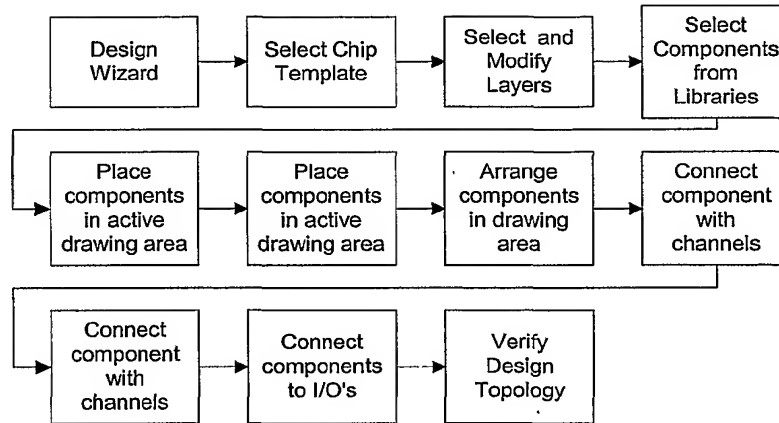 Design
Wizard
Select Chip
Template
Select and
Modify
Layers
Select
Components
from
Libraries
Place
components
in active
drawing area
Place
components
in active
drawing area
Arrange
components
in drawing
area
Connect
component
with
channels
Connect
component
with
channels
Connect
components
to I/O's
Verify
Design
Topology